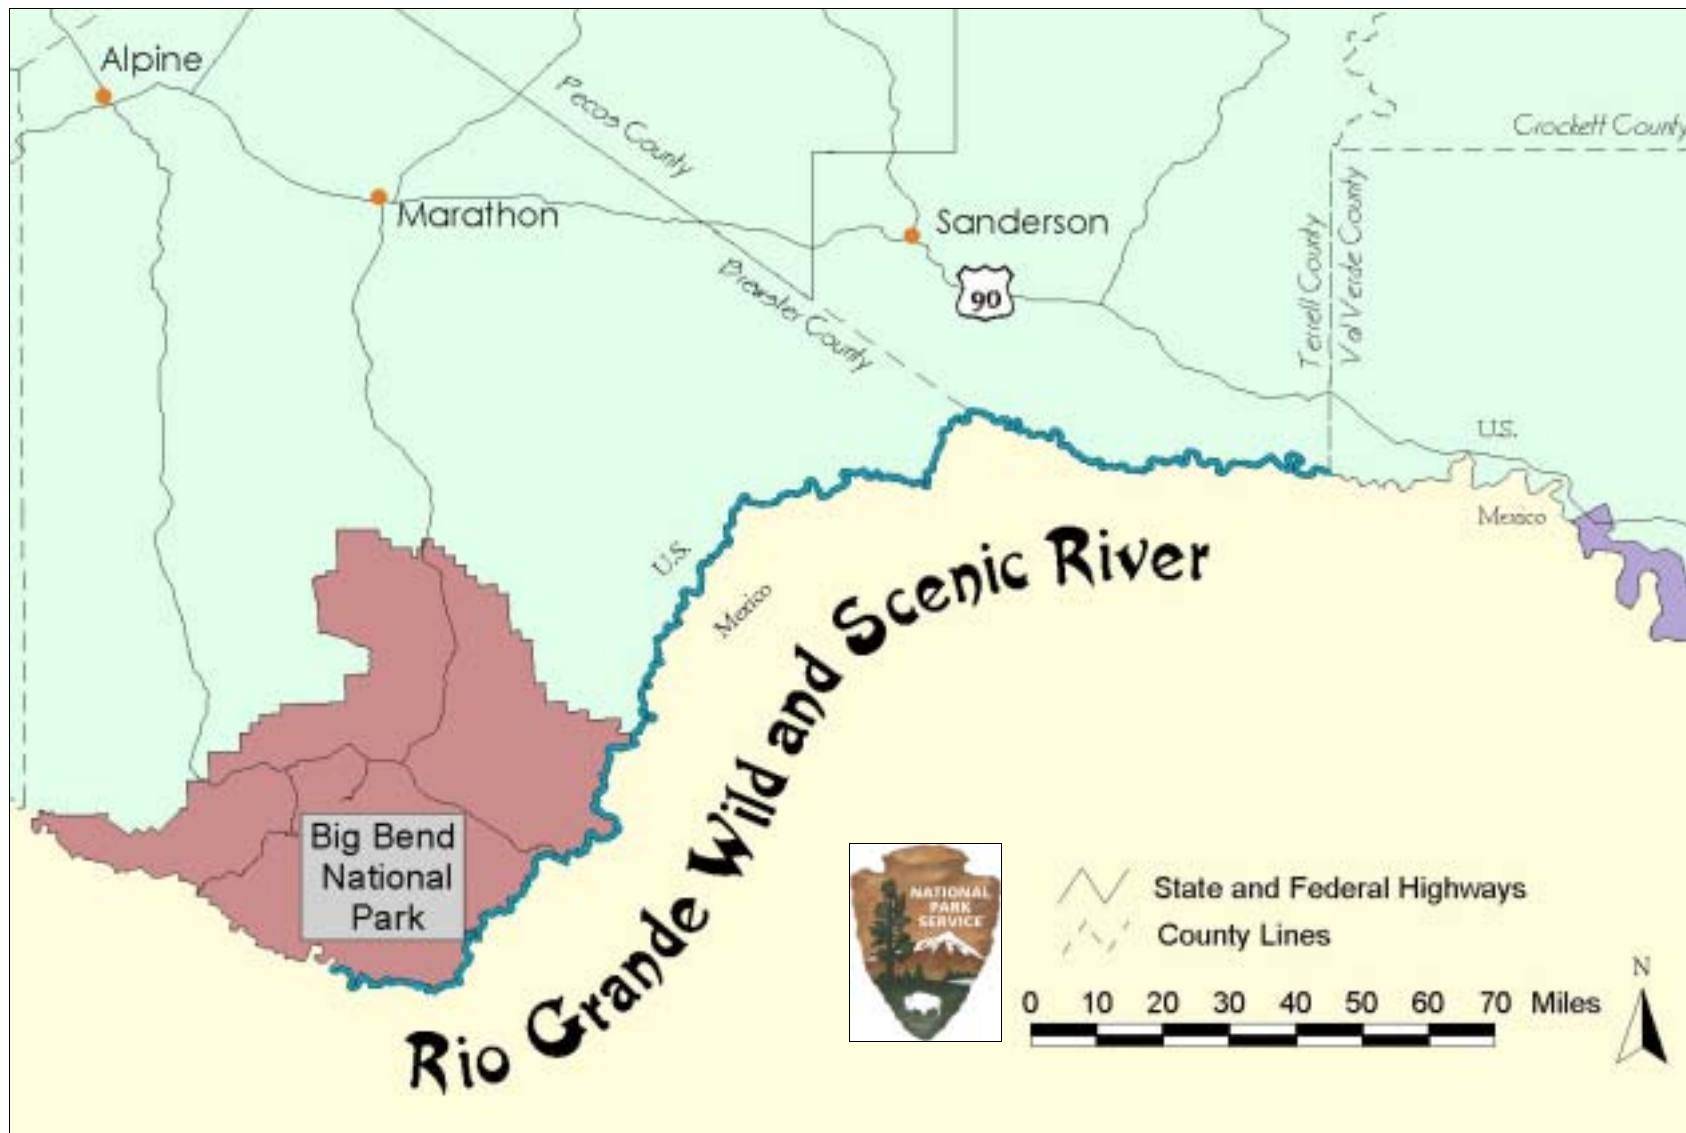 Alpine
Pecos County
Crockett County
Marathon
Sanderson
Terrell County
Val Verde County
Brewster County
90
U.S.
Mexico
U.S.
Mexico
Rio Grande Wild and Scenic River
Big Bend
National
Park
NATIONAL
PARK
SERVICE
State and Federal Highways
County Lines
N
0 10 20 30 40 50 60 70 Miles